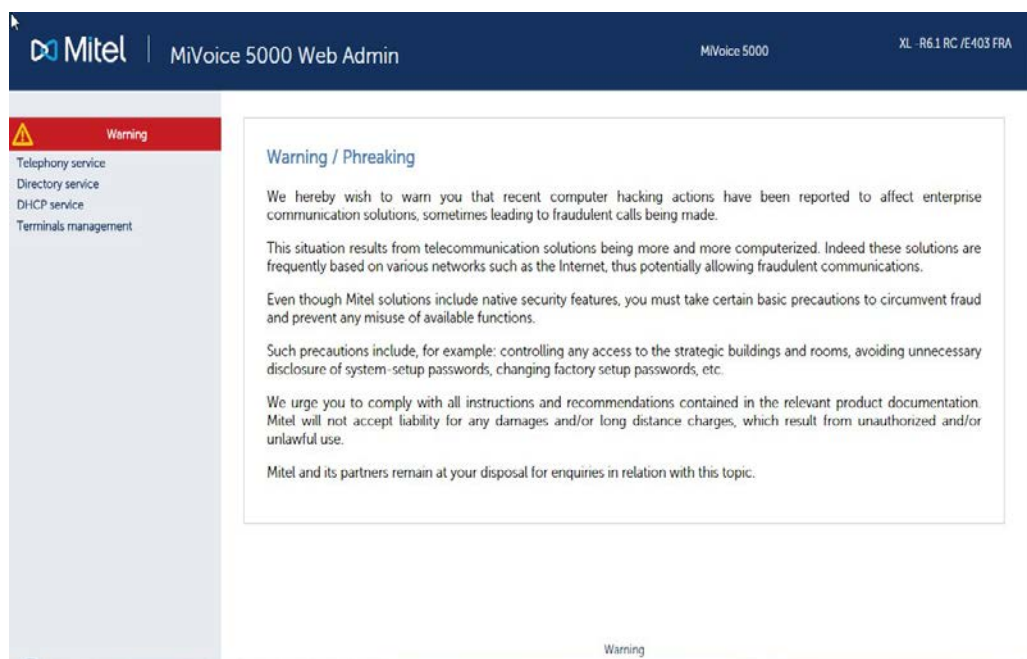 Mitel | MiVoice 5000 Web Admin
MiVoice 5000
XL -R6.1 RC /E403 FRA
Warning
Telephony service
Directory service
DHCP service
Terminals management
Warning / Phreaking
We hereby wish to warn you that recent computer hacking actions have been reported to affect enterprise
communication solutions, sometimes leading to fraudulent calls being made.
This situation results from telecommunication solutions being more and more computerized. Indeed these solutions are
frequently based on various networks such as the Internet, thus potentially allowing fraudulent communications.
Even though Mitel solutions include native security features, you must take certain basic precautions to circumvent fraud
and prevent any misuse of available functions.
Such precautions include, for example: controlling any access to the strategic buildings and rooms, avoiding unnecessary
disclosure of system-setup passwords, changing factory setup passwords, etc.
We urge you to comply with all instructions and recommendations contained in the relevant product documentation.
Mitel will not accept liability for any damages and/or long distance charges, which result from unauthorized and/or
unlawful use.
Mitel and its partners remain at your disposal for enquiries in relation with this topic.
Warning